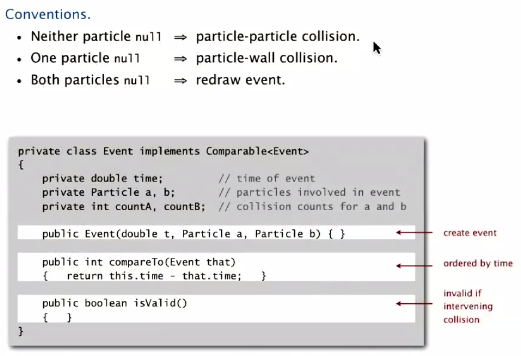 Conventions.
• Neither particle null ⇒ particle-particle collision.
• One particle null ⇒ particle-wall collision.
• Both particles null ⇒ redraw event.
private class Event implements Comparable<Event>
{
private double time; // time of event
private Particle a, b; // particles involved in event
private int countA, countB; // collision counts for a and b
public Event(double t, Particle a, Particle b) { }
create event
public int compareTo(Event that)
{ return this.time - that.time; }
ordered by time
public boolean isValid()
{ }
invalid if
intervening
collision
}